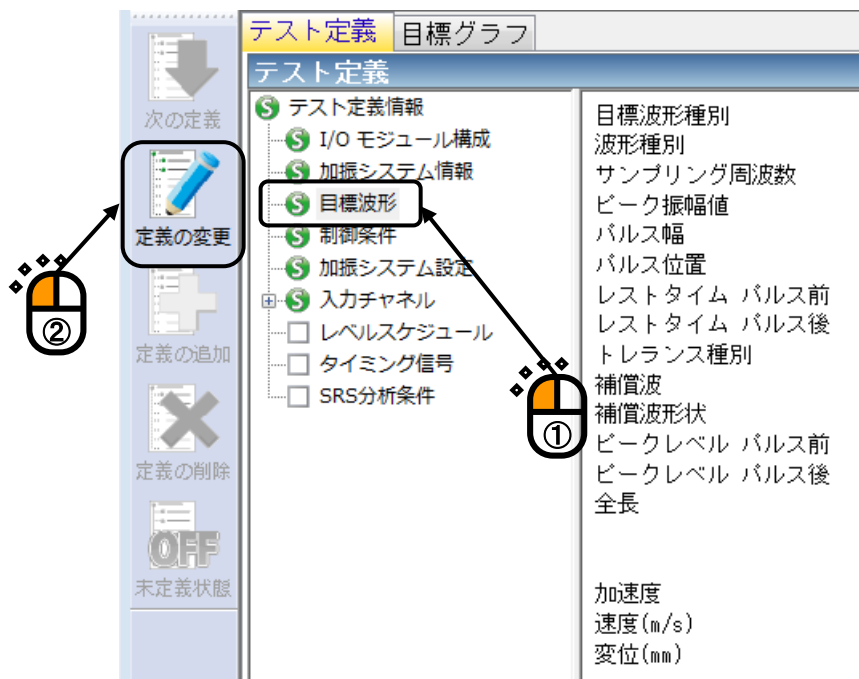 テスト定義
目標グラフ
テスト定義
次の定義
定義の変更
定義の追加
定義の削除
OFF
未定義状態
②
S テスト定義情報
S I/O モジュール構成
S 加振システム情報
S 目標波形
S 制御条件
S 加振システム設定
S 入力チャネル
レベルスケジュール
タイミング信号
SRS分析条件
①
目標波形種別
波形種別
サンプリング周波数
ピーク振幅値
パルス幅
パルス位置
レストタイム パルス前
レストタイム パルス後
トレランス種別
補償波
補償波形状
ピークレベル パルス前
ピークレベル パルス後
全長
加速度
速度(m/s)
変位(mm)